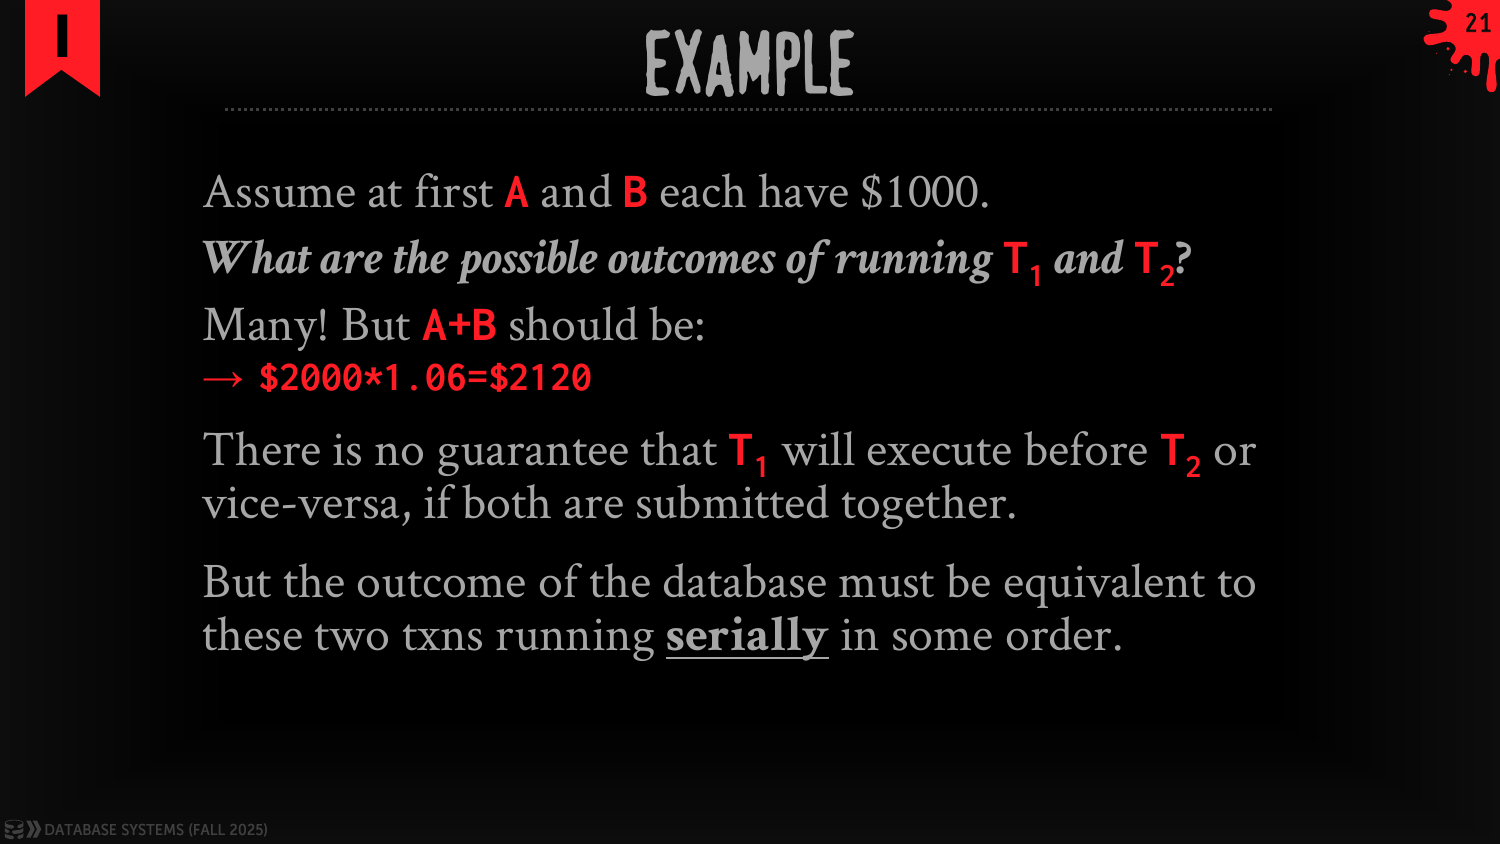 I
EXAMPLE
21
Assume at first A and B each have $1000.
What are the possible outcomes of running T₁ and T₂?
Many! But A+B should be:
→ $2000*1.06=$2120
There is no guarantee that T₁ will execute before T₂ or
vice-versa, if both are submitted together.
But the outcome of the database must be equivalent to
these two txns running serially in some order.
DATABASE SYSTEMS (FALL 2025)